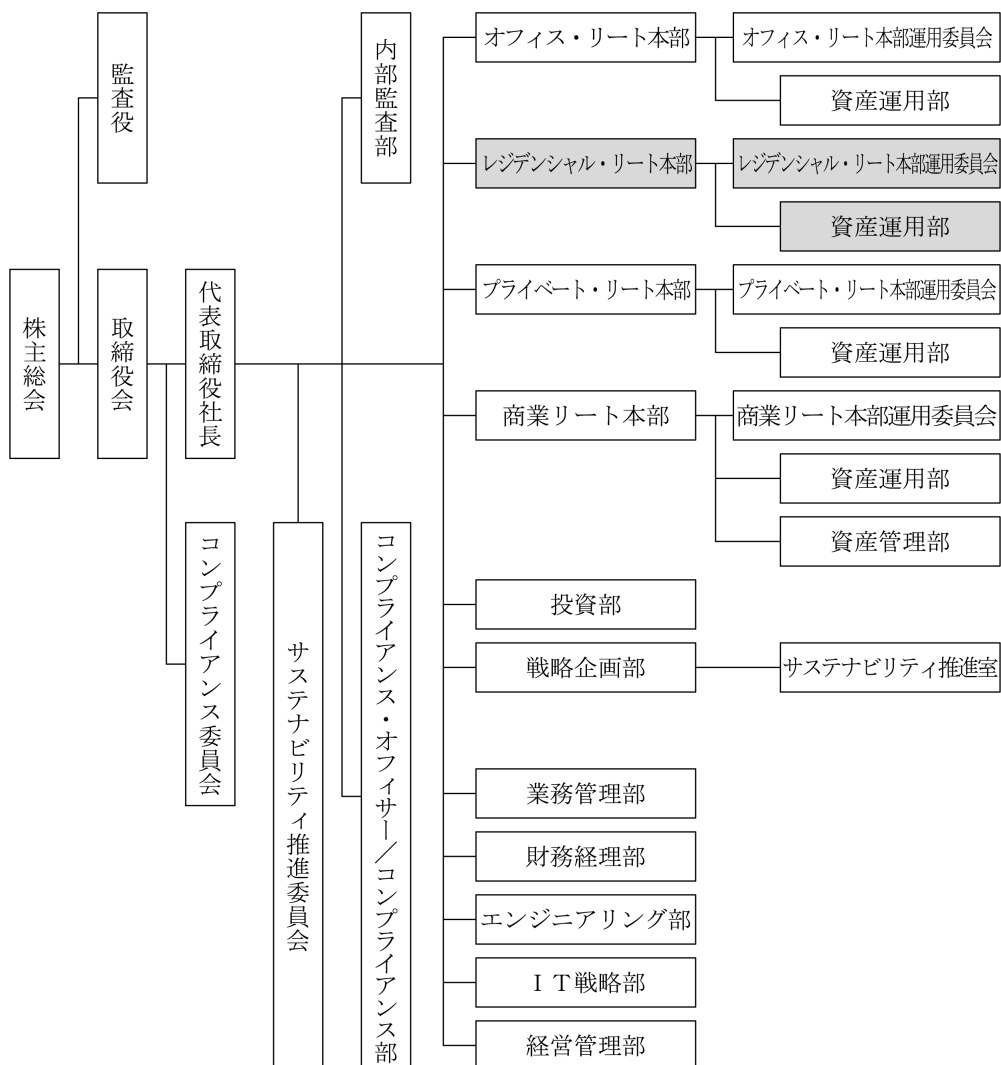 株主総会
監査役
取締役会
代表取締役社長
コンプライアンス委員会
サステナビリティ推進委員会
内部監査部
コンプライアンス・オフィサー／コンプライアンス部
オフィス・リート本部
オフィス・リート本部運用委員会
資産運用部
レジデンシャル・リート本部
レジデンシャル・リート本部運用委員会
資産運用部
プライベート・リート本部
プライベート・リート本部運用委員会
資産運用部
商業リート本部
商業リート本部運用委員会
資産運用部
資産管理部
投資部
戦略企画部
サステナビリティ推進室
業務管理部
財務経理部
エンジニアリング部
ＩＴ戦略部
経営管理部